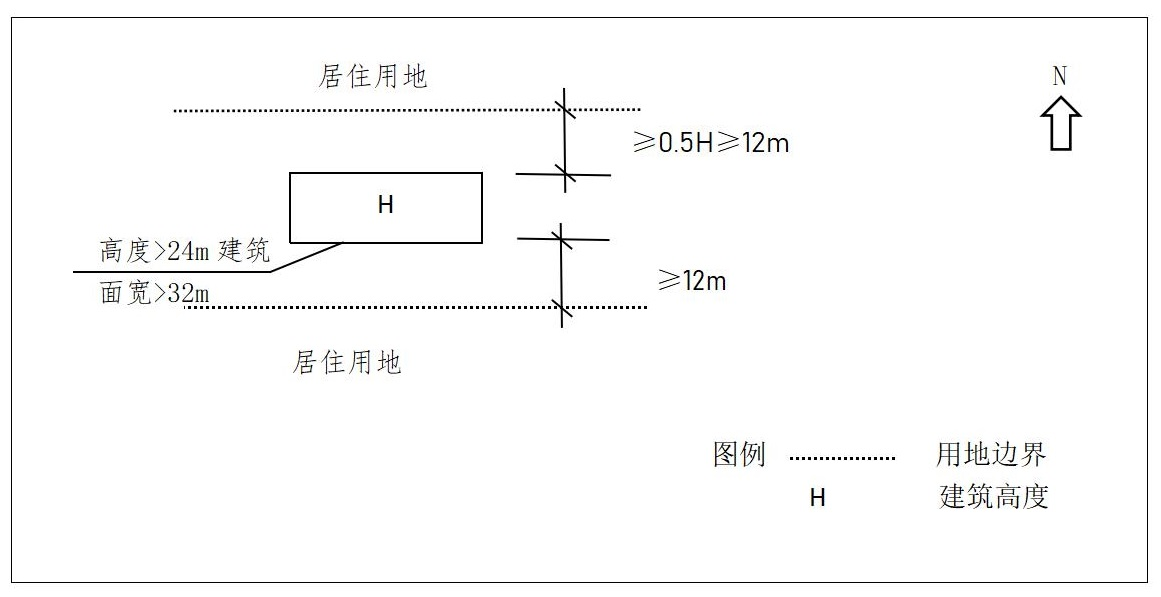 居住用地
N
≥0.5H≥12m
H
高度>24m 建筑
面宽>32m
≥12m
居住用地
图例 用地边界
H 建筑高度